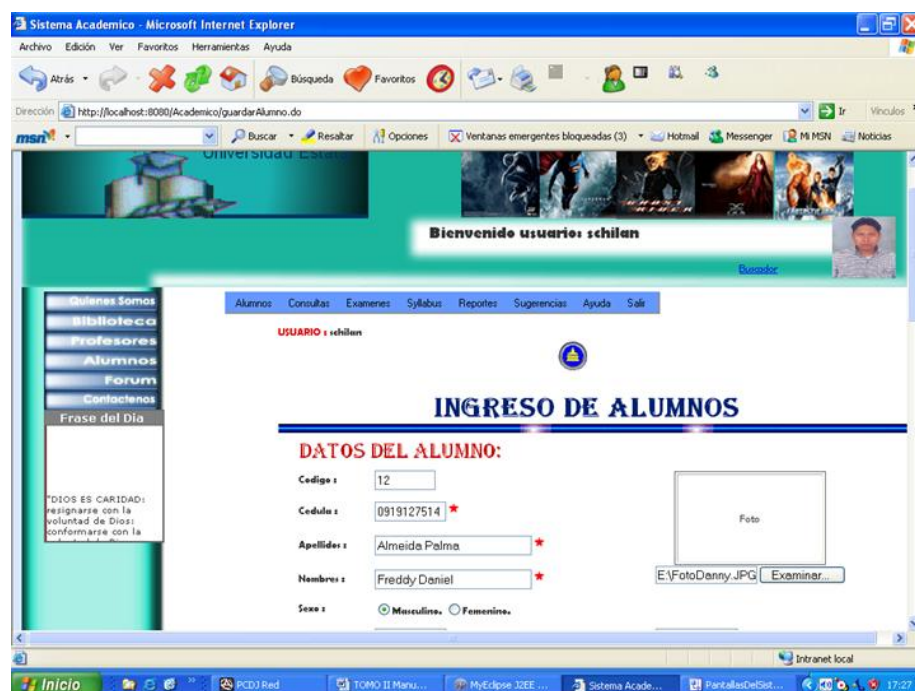 Sistema Academico - Microsoft Internet Explorer
Archivo Edición Ver Favoritos Herramientas Ayuda
Atrás Búsqueda Favoritos
Dirección http://localhost:8080/Academico/guardarAlumno.do Ir Vínculos
msn Buscar Resaltar Opciones Ventanas emergentes bloqueadas (3) Hotmail Messenger Mi MSN Noticias
Universidad Estatal
GHOST RIDER
Bienvenido usuario: schilan
Buscador
Quienes Somos
Biblioteca
Profesores
Alumnos
Forum
Contactenos
Frase del Dia
"DIOS ES CARIDAD:
resignarse con la
voluntad de Dios:
conformarse con la
Alumnos Consultas Examenes Syllabus Reportes Sugerencias Ayuda Salir
USUARIO : schilan
INGRESO DE ALUMNOS
DATOS DEL ALUMNO:
Codigo : 12
Cedula : 0919127514 *
Apellidos : Almeida Palma *
Nombres : Freddy Daniel *
Sexo : Masculino. Femenino.
Foto
E:\FotoDanny.JPG Examinar...
Intranet local
Inicio PCDJ Red TOMO II Manu... MyEclipse J2EE ... Sistema Acade... PantallasDelSist... 17:27